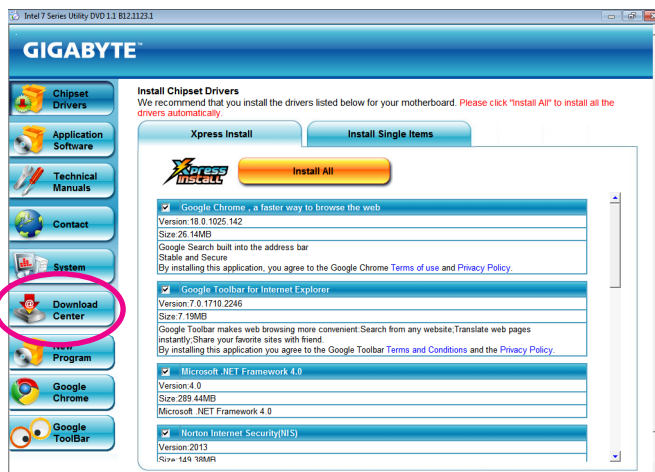 Intel 7 Series Utility DVD 1.1 B12.1123.1
GIGABYTE™
Chipset
Drivers
Application
Software
Technical
Manuals
Contact
System
Download
Center
New
Program
Google
Chrome
Google
ToolBar
Install Chipset Drivers
We recommend that you install the drivers listed below for your motherboard. Please click "Install All" to install all the
drivers automatically.
Xpress Install
Install Single Items
Xpress
Install
Install All
Google Chrome , a faster way to browse the web
Version:18.0.1025.142
Size:26.14MB
Google Search built into the address bar
Stable and Secure
By installing this application, you agree to the Google Chrome Terms of use and Privacy Policy.
Google Toolbar for Internet Explorer
Version:7.0.1710.2246
Size:7.19MB
Google Toolbar makes web browsing more convenient:Search from any website;Translate web pages
instantly;Share your favorite sites with friend.
By installing this application you agree to the Google Toolbar Terms and Conditions and the Privacy Policy.
Microsoft .NET Framework 4.0
Version:4.0
Size:289.44MB
Microsoft .NET Framework 4.0
Norton Internet Security(NIS)
Version:2013
Size:149.38MB